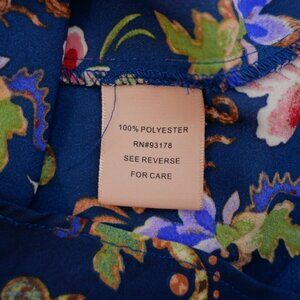 100% POLYESTER
RN#93178
SEE REVERSE
FOR CARE